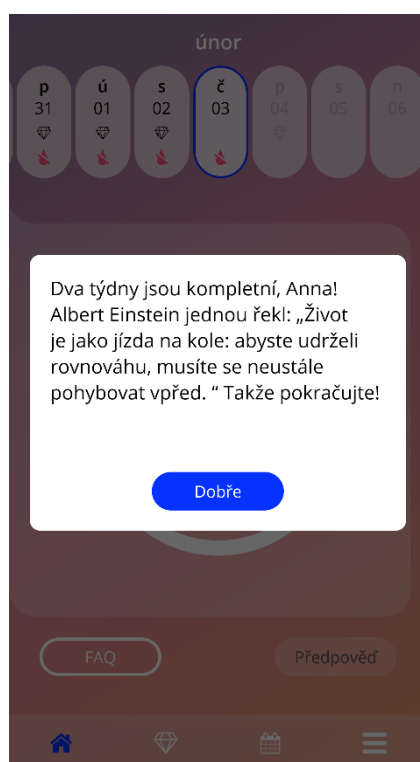 únor
p ú s č p s n
31 01 02 03 04 05 06
Dva týdny jsou kompletní, Anna!
Albert Einstein jednou řekl: „Život
je jako jízda na kole: abyste udrželi
rovnováhu, musíte se neustále
pohybovat vpřed. “ Takže pokračujte!
Dobře
FAQ
Předpověď